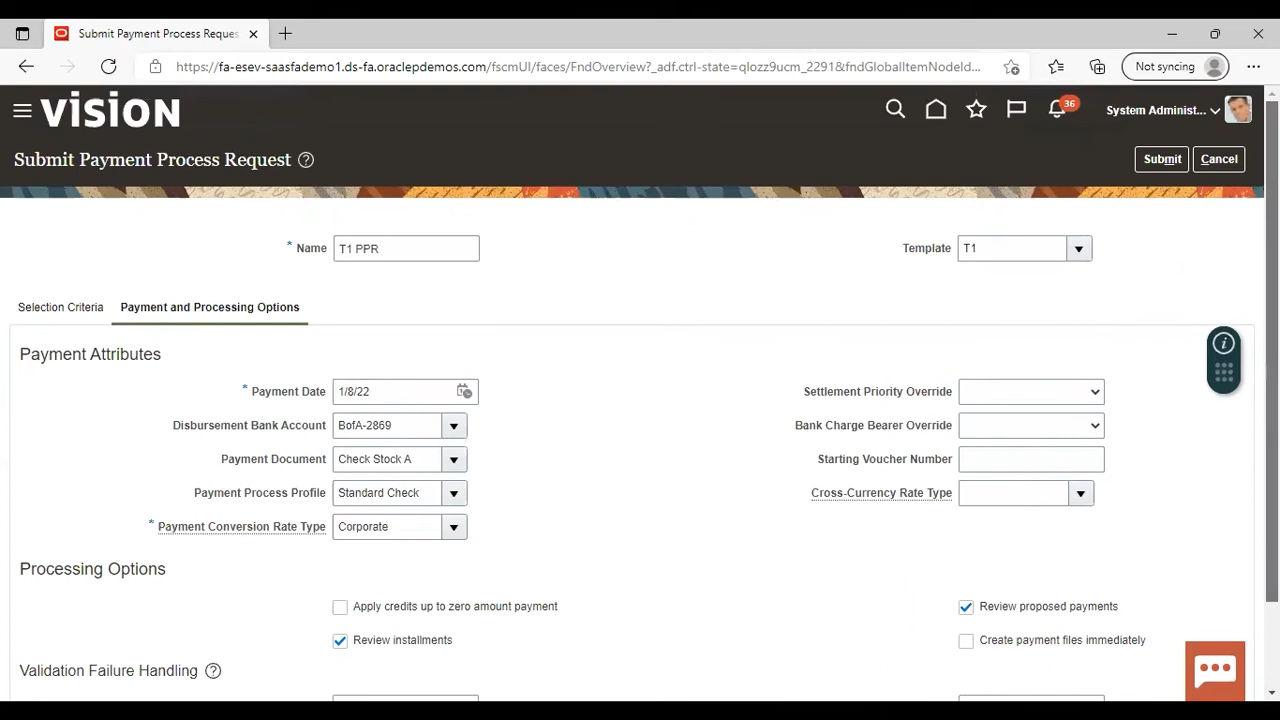 Submit Payment Process Reques
https://fa-esev-saasfademo1.ds-fa.oraclepdemos.com/fscmUI/faces/FndOverview?_adf.ctrl-state=qlozz9ucm_2291&fndGlobalItemNodeId...
Not syncing
vision
36
System Administ...
Submit Payment Process Request
Submit
Cancel
* Name T1 PPR
Template T1
Selection Criteria
Payment and Processing Options
Payment Attributes
* Payment Date 1/8/22
Settlement Priority Override
Disbursement Bank Account BofA-2869
Bank Charge Bearer Override
Payment Document Check Stock A
Starting Voucher Number
Payment Process Profile Standard Check
Cross-Currency Rate Type
* Payment Conversion Rate Type Corporate
Processing Options
Apply credits up to zero amount payment
Review proposed payments
Review installments
Create payment files immediately
Validation Failure Handling